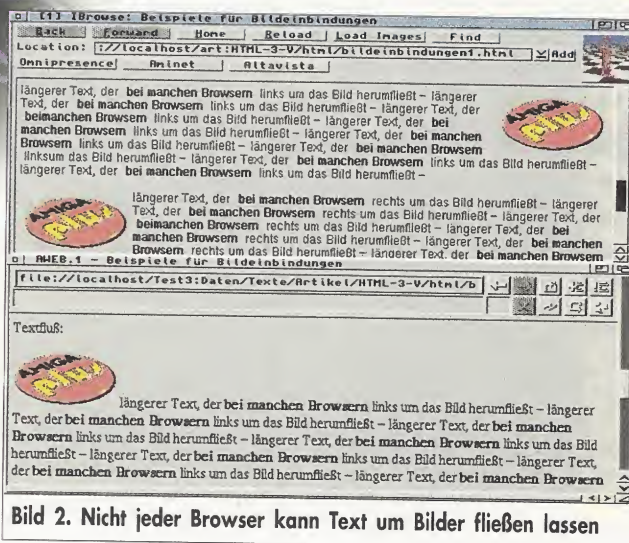 [1] IBrowse: Beispiele für Bildeinbindungen
Back Forward Home Reload Load Images Find
Location: ://localhost/art:HTML-3-V/html/bildeinbindungen1.html Add
Omnipresence Aminet Altavista
längerer Text, der bei manchen Browsern links um das Bild herumfließt – längerer
Text, der bei manchen Browsern links um das Bild herumfließt – längerer Text, der
beimanchen Browsern links um das Bild herumfließt – längerer Text, der bei
manchen Browsern links um das Bild herumfließt – längerer Text, der bei manchen
Browsern links um das Bild herumfließt – längerer Text, der bei manchen Browsern
linksum das Bild herumfließt – längerer Text, der bei manchen Browsern links um das Bild herumfließt –
längerer Text, der bei manchen Browsern links um das Bild herumfließt –
AMIGA
plus
längerer Text, der bei manchen Browsern rechts um das Bild herumfließt – längerer
Text, der bei manchen Browsern rechts um das Bild herumfließt – längerer Text, der
beimanchen Browsern rechts um das Bild herumfließt – längerer Text, der bei
manchen Browsern rechts um das Bild herumfließt – längerer Text, der bei manchen
Browsern rechts um das Bild herumfließt – längerer Text, der bei manchen Browsern
AMIGA
plus
AWEB.1 – Beispiele für Bildeinbindungen
file://localhost/Test3:Daten/Texte/Artikel/HTML-3-V/html/b
Textfluß:
AMIGA
plus
längerer Text, der bei manchen Browsern links um das Bild herumfließt – längerer
Text, der bei manchen Browsern links um das Bild herumfließt – längerer Text, der bei manchen
Browsern links um das Bild herumfließt – längerer Text, der bei manchen Browsern links um das Bild
herumfließt – längerer Text, der bei manchen Browsern links um das Bild herumfließt – längerer Text,
der bei manchen Browsern links um das Bild herumfließt – längerer Text, der bei manchen Browsern
Bild 2. Nicht jeder Browser kann Text um Bilder fließen lassen